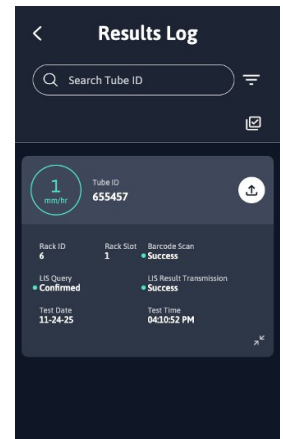 Results Log
Search Tube ID
1
mm/hr
Tube ID
655457
Rack ID
6
Rack Slot
1
Barcode Scan
Success
LIS Query
Confirmed
LIS Result Transmission
Success
Test Date
11-24-25
Test Time
04:10:52 PM